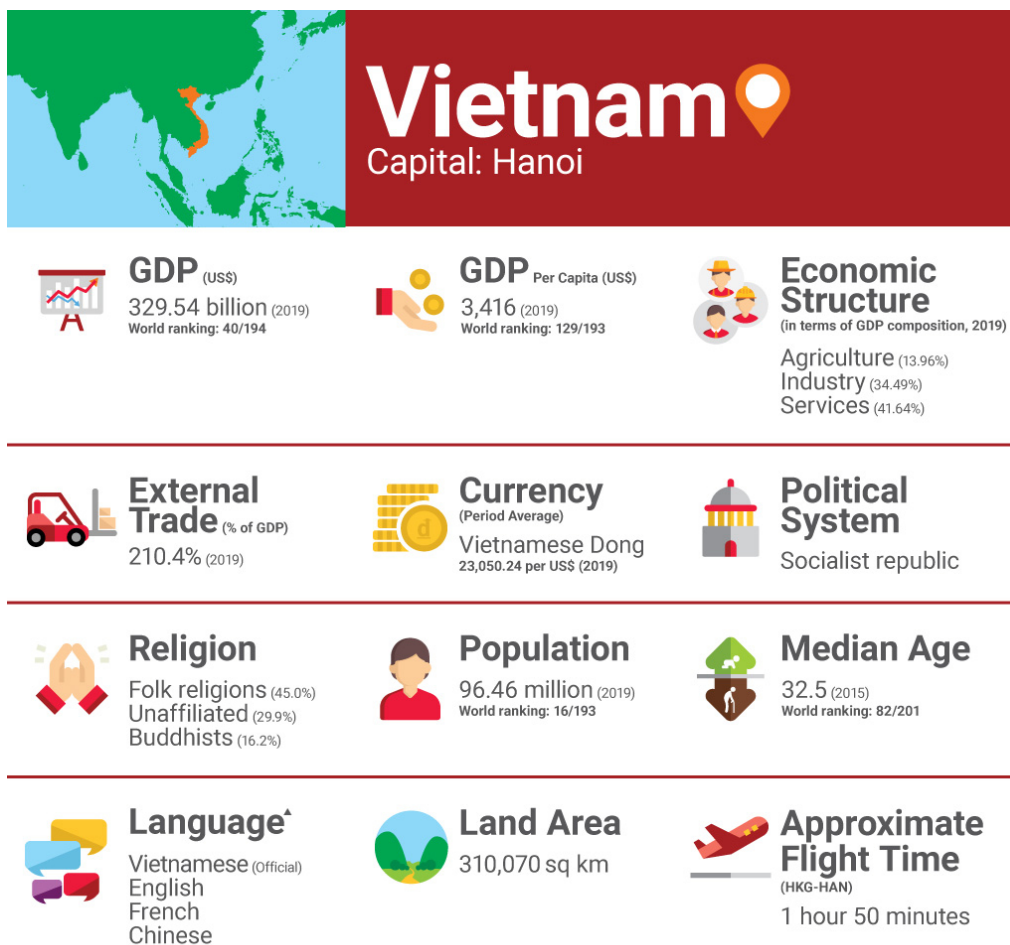 Vietnam
Capital: Hanoi
GDP (US$)
329.54 billion (2019)
World ranking: 40/194
GDP Per Capita (US$)
3,416 (2019)
World ranking: 129/193
Economic
Structure
(in terms of GDP composition, 2019)
Agriculture (13.96%)
Industry (34.49%)
Services (41.64%)
External
Trade (% of GDP)
210.4% (2019)
đ
Currency
(Period Average)
Vietnamese Dong
23,050.24 per US$ (2019)
Political
System
Socialist republic
Religion
Folk religions (45.0%)
Unaffiliated (29.9%)
Buddhists (16.2%)
Population
96.46 million (2019)
World ranking: 16/193
Median Age
32.5 (2015)
World ranking: 82/201
Language▲
Vietnamese (Official)
English
French
Chinese
Land Area
310,070 sq km
Approximate
Flight Time
(HKG-HAN)
1 hour 50 minutes